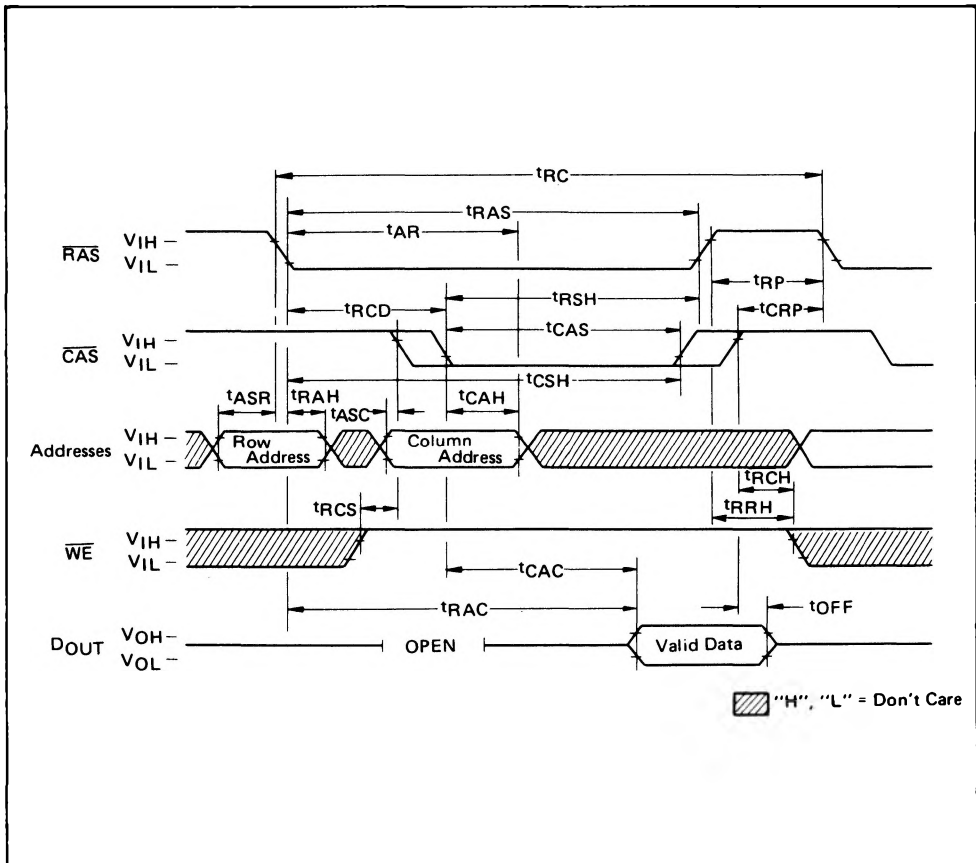 tRC
tRAS
tAR
RAS VIH
VIL
tRP
tRSH
tRCD tCRP
tCAS
CAS VIH
VIL
tCSH
tASR tRAH tASC tCAH
Addresses VIH Row Address Column Address
VIL
tRCH
tRCS tRRH
WE VIH
VIL
tCAC
tRAC tOFF
DOUT VOH OPEN Valid Data
VOL
"H", "L" = Don't Care